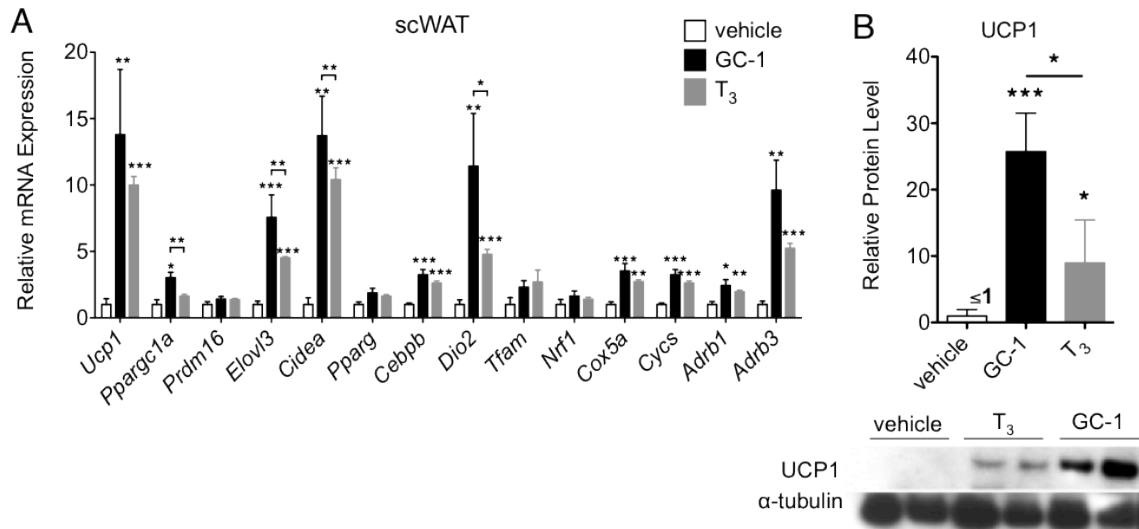 A
scWAT
vehicle
GC-1
T₃
Relative mRNA Expression
20
15
10
5
0
** *** * ** *** ** *** ** *** ** *** *** ** * *** *** ** *** *** * ** ** ***
Ucp1 Ppargc1a Prdm16 Elovl3 Cidea Pparg Cebpb Dio2 Tfam Nrf1 Cox5a Cycs Adrb1 Adrb3
B
UCP1
Relative Protein Level
40
30
20
10
0
≤1
***
*
*
vehicle GC-1 T₃
vehicle T₃ GC-1
UCP1
α-tubulin